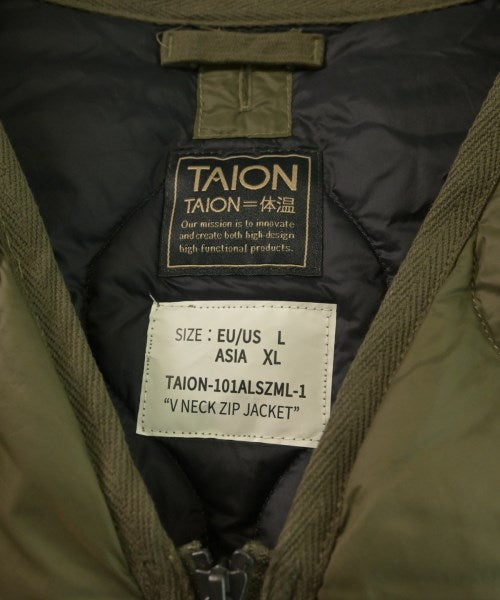 TAION
TAION=体温
Our mission is to innovate
and create both high-design
high-functional products.
SIZE : EU/US L
ASIA XL
TAION-101ALSZML-1
“V NECK ZIP JACKET”